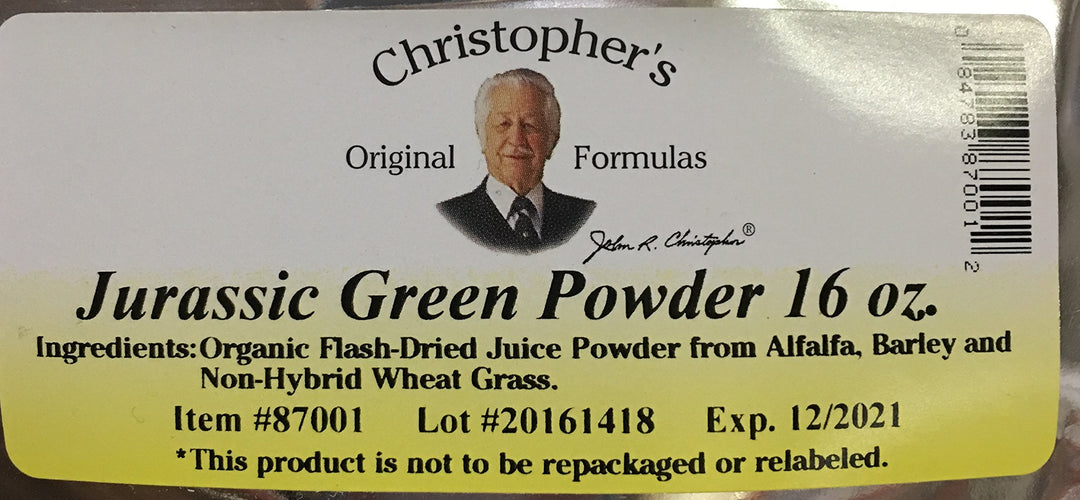 Christopher's
Original Formulas
John R. Christopher®
Jurassic Green Powder 16 oz.
Ingredients: Organic Flash-Dried Juice Powder from Alfalfa, Barley and
Non-Hybrid Wheat Grass.
Item #87001 Lot #20161418 Exp. 12/2021
*This product is not to be repackaged or relabeled.
0 84783 87001 2